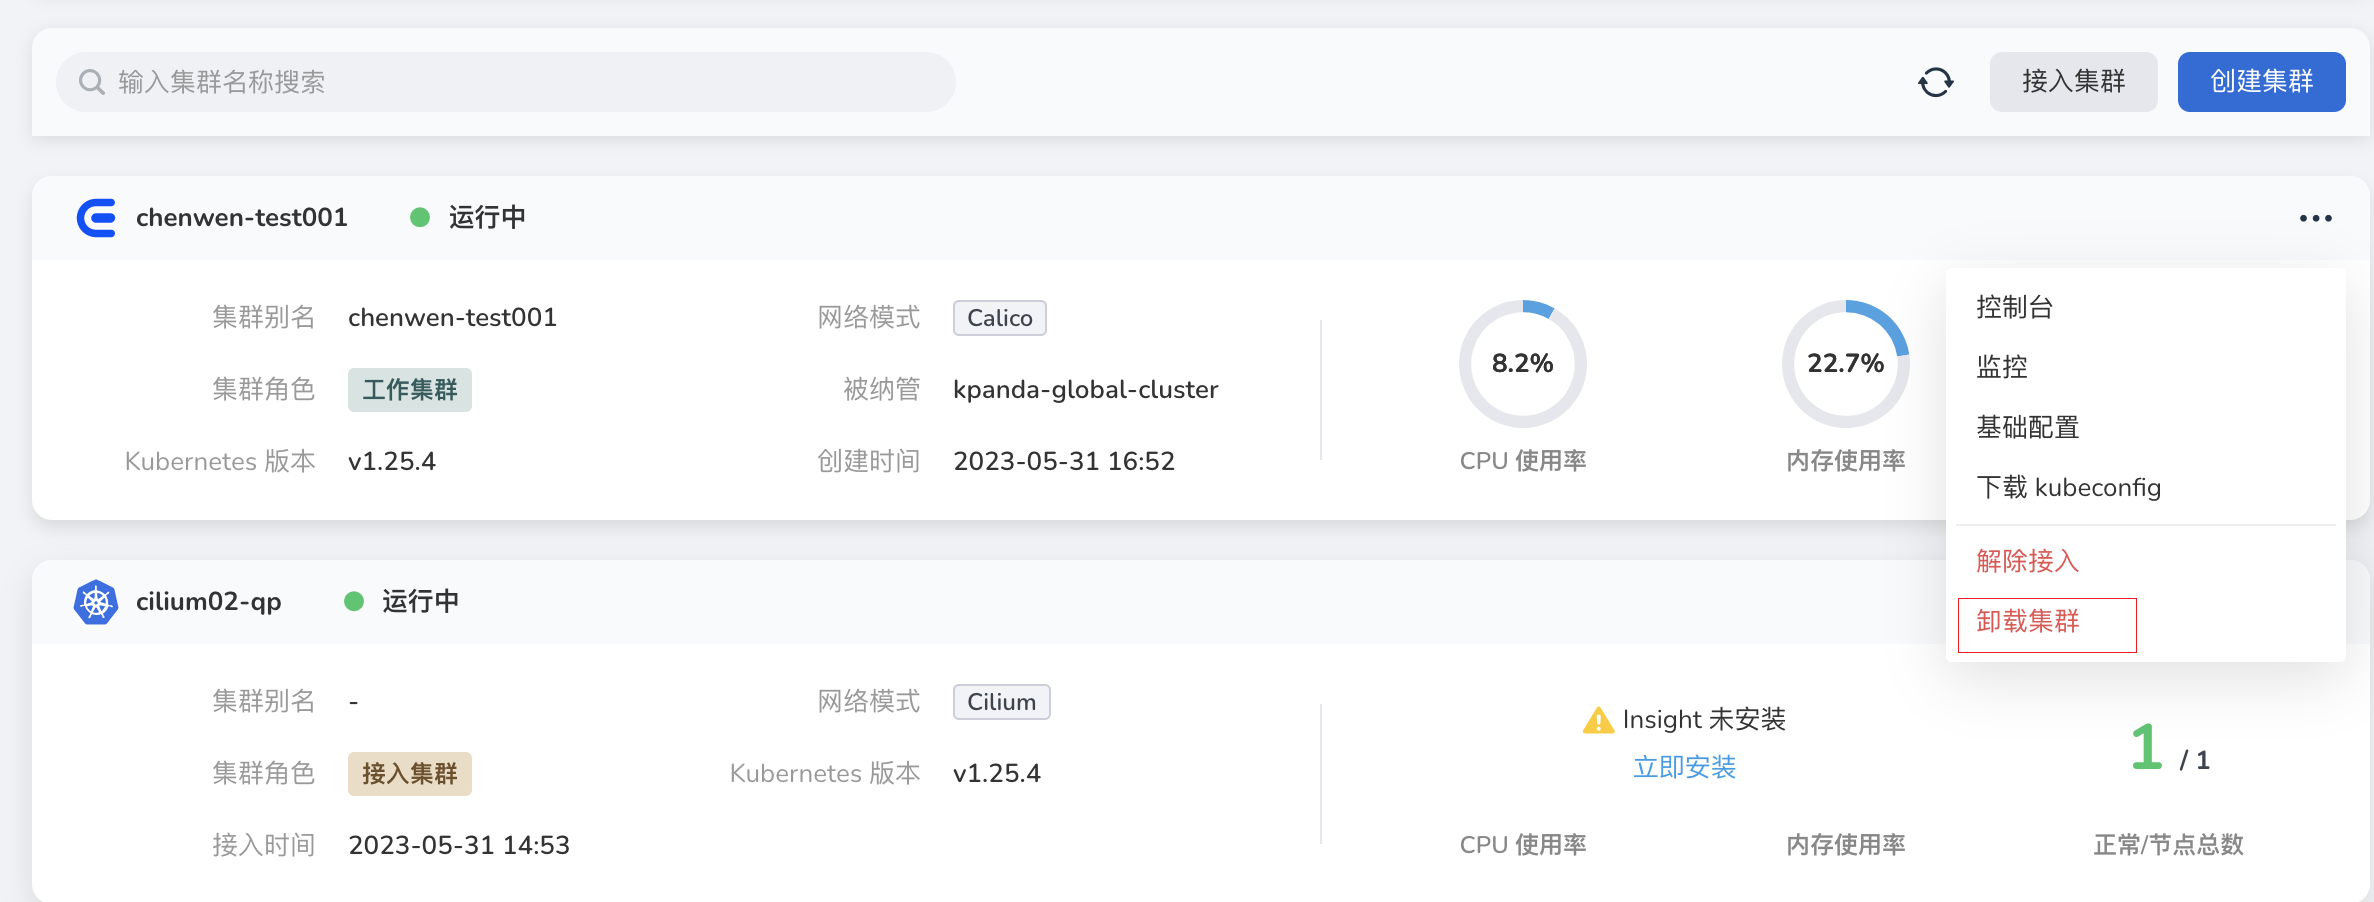 输入集群名称搜索
接入集群
创建集群
chenwen-test001
运行中
集群别名 chenwen-test001
网络模式 Calico
集群角色 工作集群
被纳管 kpanda-global-cluster
Kubernetes 版本 v1.25.4
创建时间 2023-05-31 16:52
8.2%
CPU 使用率
22.7%
内存使用率
控制台
监控
基础配置
下载 kubeconfig
解除接入
卸载集群
cilium02-qp
运行中
集群别名 -
网络模式 Cilium
集群角色 接入集群
Kubernetes 版本 v1.25.4
接入时间 2023-05-31 14:53
Insight 未安装
立即安装
1 / 1
CPU 使用率
内存使用率
正常/节点总数